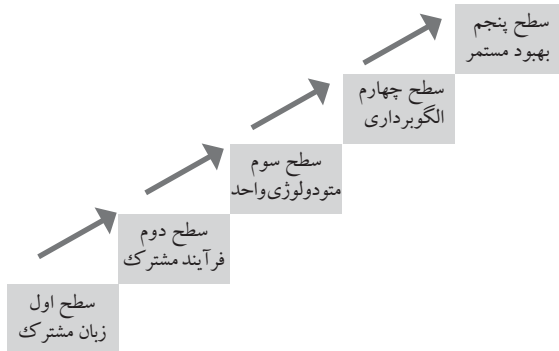 سطح پنجم
بهبود مستمر
سطح چهارم
الگوبرداری
سطح سوم
متودولوژی واحد
سطح دوم
فرآیند مشترک
سطح اول
زبان مشترک